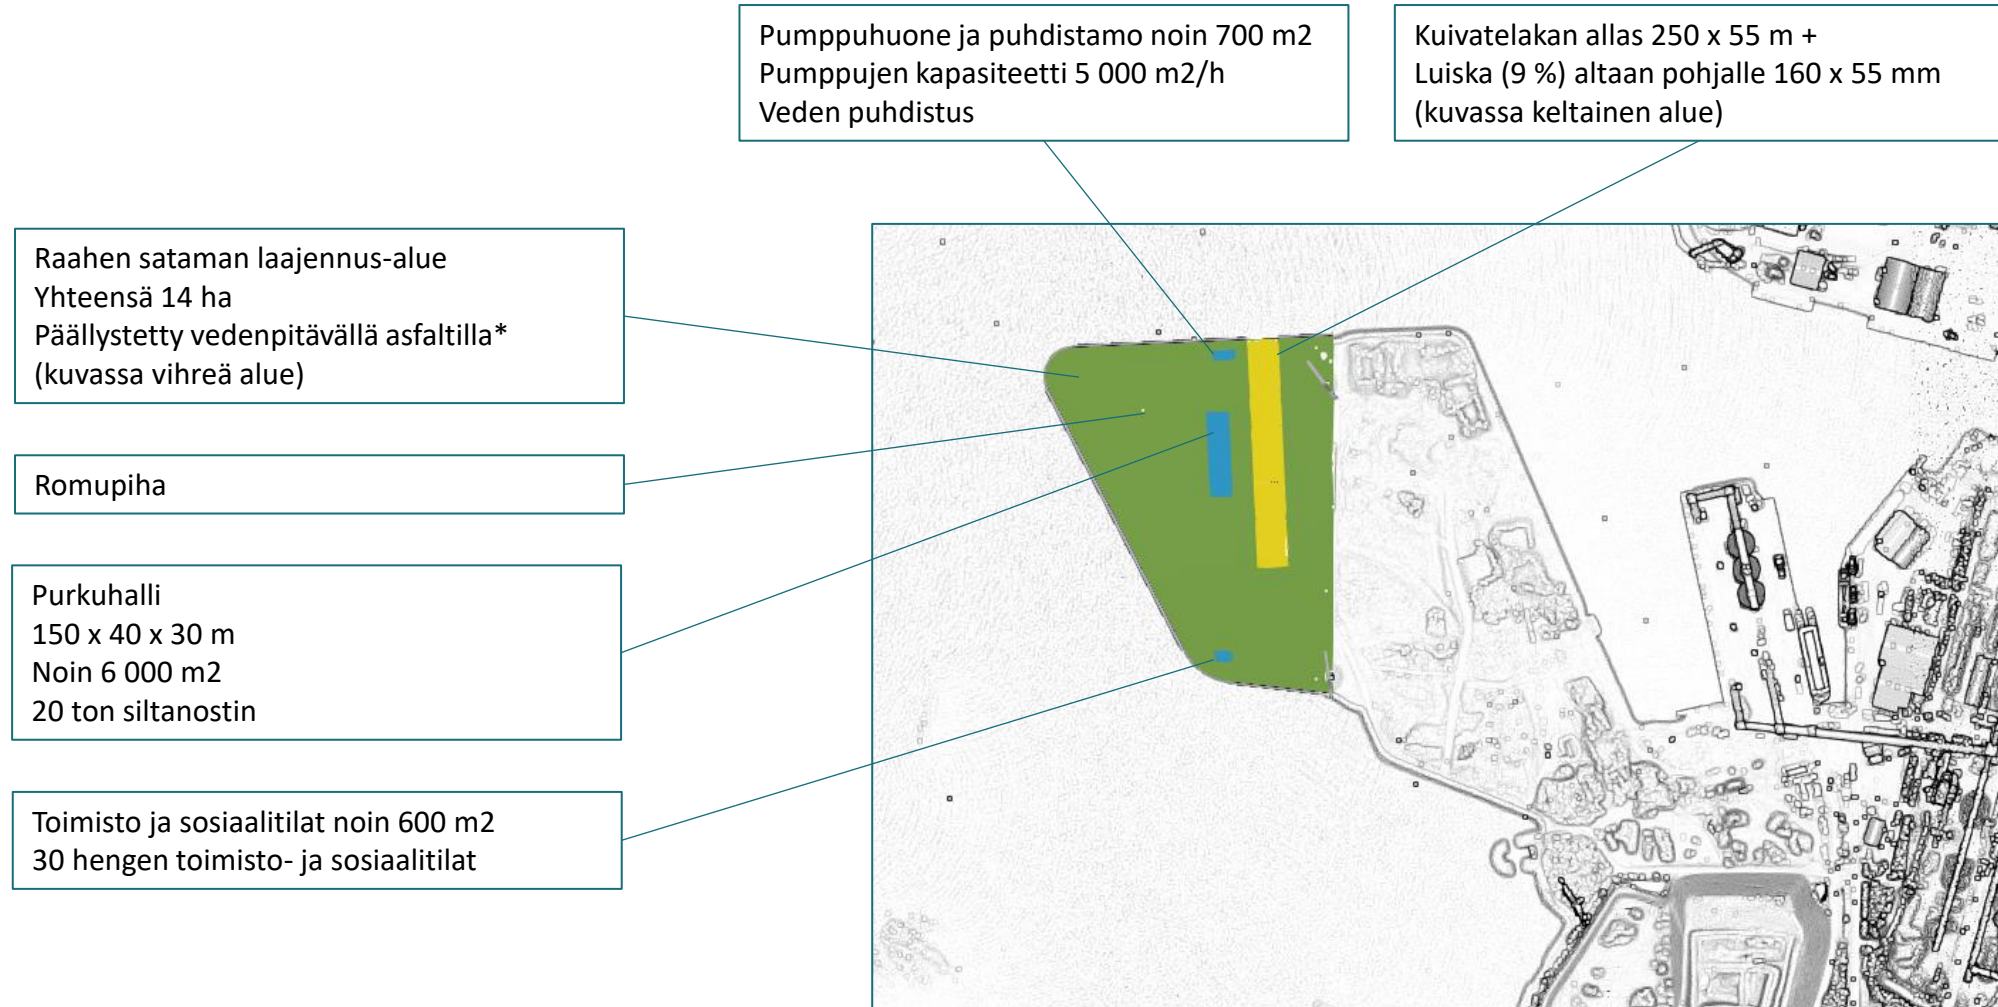 Pumppuhuone ja puhdistamo noin 700 m2
Pumppujen kapasiteetti 5 000 m2/h
Veden puhdistus
Kuivatelakan allas 250 x 55 m +
Luiska (9 %) altaan pohjalle 160 x 55 mm
(kuvassa keltainen alue)
Raahen sataman laajennus-alue
Yhteensä 14 ha
Päällystetty vedenpitävällä asfaltilla*
(kuvassa vihreä alue)
Romupiha
Purkuhalli
150 x 40 x 30 m
Noin 6 000 m2
20 ton siltanostin
Toimisto ja sosiaalitilat noin 600 m2
30 hengen toimisto- ja sosiaalitilat